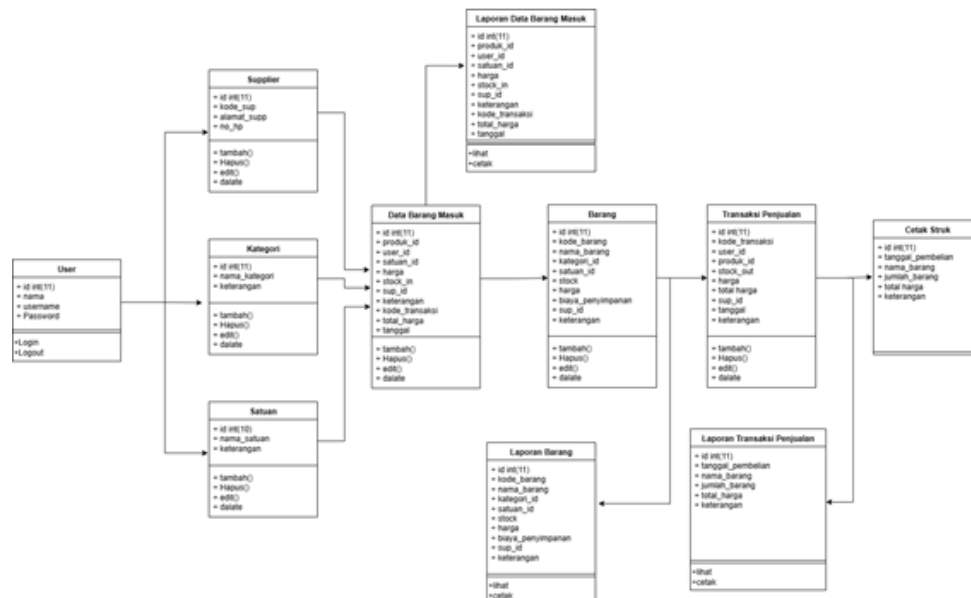 Laporan Data Barang Masuk
+ id int(11)
+ produk_id
+ user_id
+ satuan_id
+ harga
+ stock_in
+ sup_id
+ keterangan
+ kode_transaksi
+ total_harga
+ tanggal
+lihat
+cetak
Supplier
+ id int(11)
+ kode_sup
+ alamat_supp
+ no_hp
+ tambah()
+ Hapus()
+ edit()
+ dalate
User
+ id int(11)
+ nama
+ username
+ Password
+Login
+Logout
Kategori
+ id int(11)
+ nama_kategori
+ keterangan
+ tambah()
+ Hapus()
+ edit()
+ dalate
Satuan
+ id int(10)
+ nama_satuan
+ keterangan
+ tambah()
+ Hapus()
+ edit()
+ dalate
Data Barang Masuk
+ id int(11)
+ produk_id
+ user_id
+ satuan_id
+ harga
+ stock_in
+ sup_id
+ keterangan
+ kode_transaksi
+ total_harga
+ tanggal
+ tambah()
+ Hapus()
+ edit()
+ dalate
Barang
+ id int(11)
+ kode_barang
+ nama_barang
+ kategori_id
+ satuan_id
+ stock
+ harga
+ biaya_penyimpanan
+ sup_id
+ keterangan
+ tambah()
+ Hapus()
+ edit()
+ dalate
Transaksi Penjualan
+ id int(11)
+ kode_transaksi
+ user_id
+ produk_id
+ stock_out
+ harga
+ total harga
+ sup_id
+ tanggal
+ keterangan
+ tambah()
+ Hapus()
+ edit()
+ dalate
Cetak Struk
+ id int(11)
+ tanggal_pembelian
+ nama_barang
+ jumlah_barang
+ total harga
+ keterangan
Laporan Barang
+ id int(11)
+ kode_barang
+ nama_barang
+ kategori_id
+ satuan_id
+ stock
+ harga
+ biaya_penyimpanan
+ sup_id
+ keterangan
+lihat
+cetak
Laporan Transaksi Penjualan
+ id int(11)
+ tanggal_pembelian
+ nama_barang
+ jumlah_barang
+ total_harga
+ keterangan
+lihat
+cetak